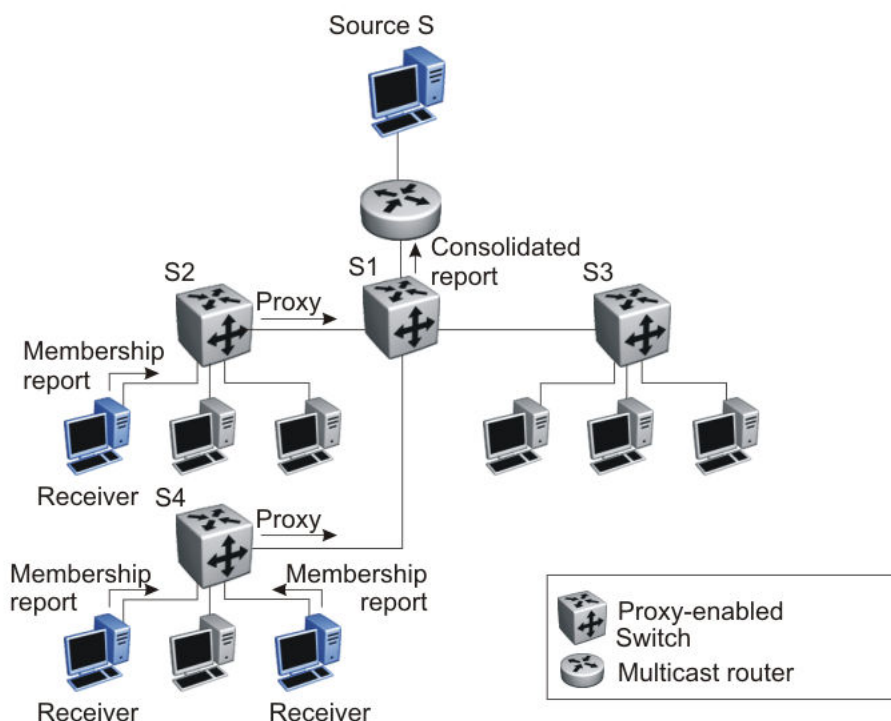 Source S
Consolidated
report
S1
S2
S3
Proxy
Membership
report
Receiver
S4
Proxy
Membership
report
Membership
report
Receiver
Receiver
Proxy-enabled
Switch
Multicast router